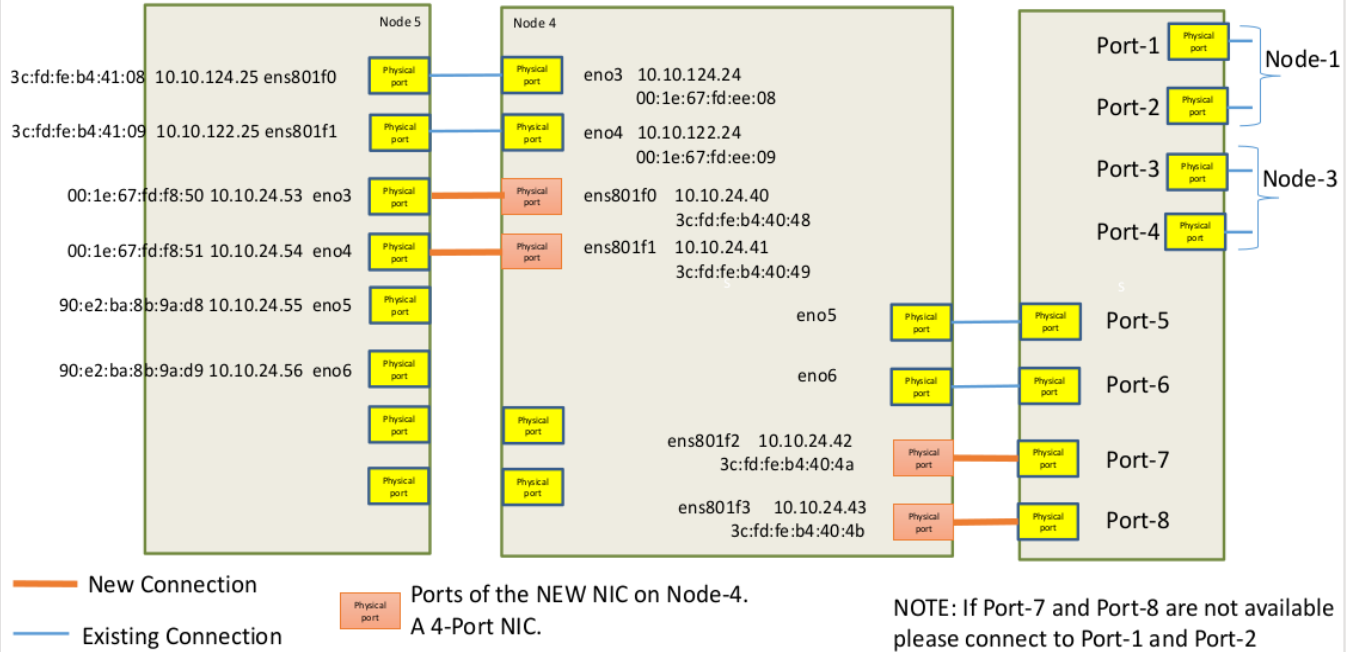 Node 5
3c:fd:fe:b4:41:08 10.10.124.25 ens801f0
Physical
port
3c:fd:fe:b4:41:09 10.10.122.25 ens801f1
Physical
port
00:1e:67:fd:f8:50 10.10.24.53 eno3
Physical
port
00:1e:67:fd:f8:51 10.10.24.54 eno4
Physical
port
90:e2:ba:8b:9a:d8 10.10.24.55 eno5
Physical
port
90:e2:ba:8b:9a:d9 10.10.24.56 eno6
Physical
port
Physical
port
Physical
port
Node 4
Physical
port
eno3 10.10.124.24
00:1e:67:fd:ee:08
Physical
port
eno4 10.10.122.24
00:1e:67:fd:ee:09
Physical
port
ens801f0 10.10.24.40
3c:fd:fe:b4:40:48
Physical
port
ens801f1 10.10.24.41
3c:fd:fe:b4:40:49
s
eno5
Physical
port
eno6
Physical
port
Physical
port
ens801f2 10.10.24.42
3c:fd:fe:b4:40:4a
Physical
port
Physical
port
ens801f3 10.10.24.43
3c:fd:fe:b4:40:4b
Physical
port
Port-1
Physical
port
Node-1
Port-2
Physical
port
Port-3
Physical
port
Node-3
Port-4
Physical
port
s
Physical
port
Port-5
Physical
port
Port-6
Physical
port
Port-7
Physical
port
Port-8
New Connection
Existing Connection
Physical
port
Ports of the NEW NIC on Node-4.
A 4-Port NIC.
NOTE: If Port-7 and Port-8 are not available
please connect to Port-1 and Port-2